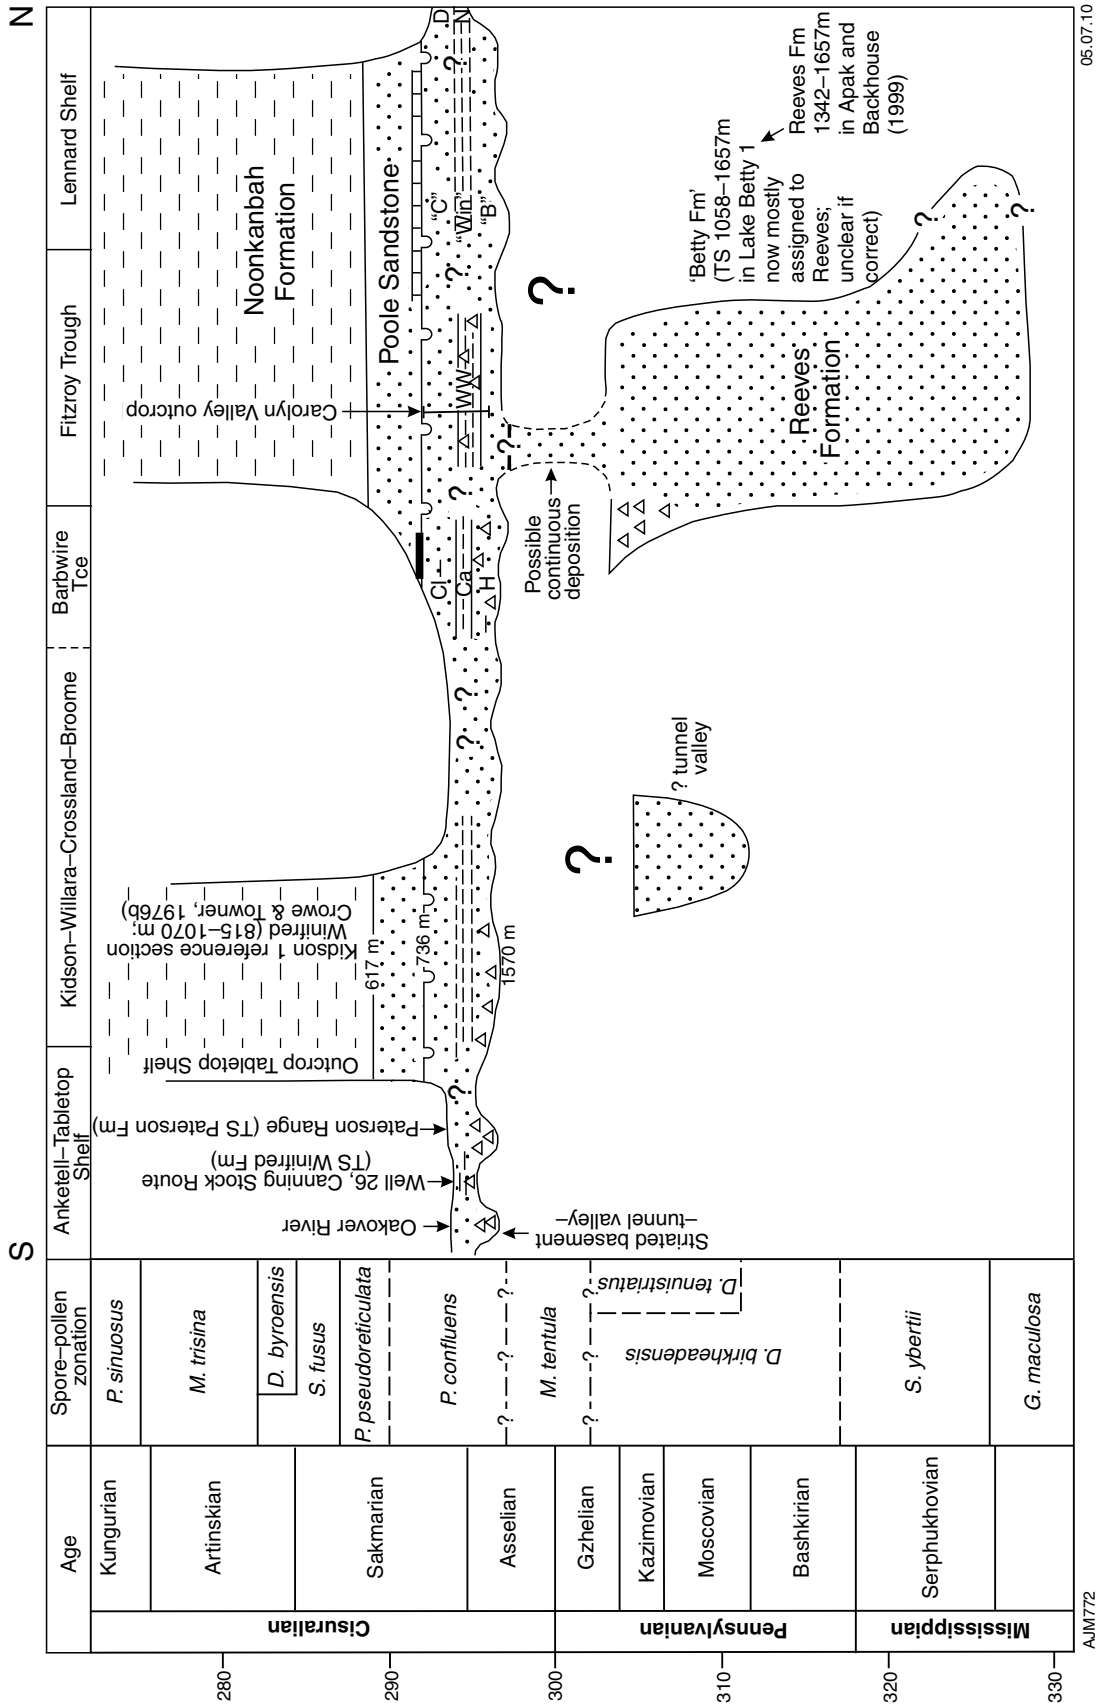 S
N
Age
Spore–pollen
zonation
Anketell–Tabletop
Shelf
Kidson–Willara–Crossland–Broome
Barbwire
Tce
Fitzroy Trough
Lennard Shelf
280
290
300
310
320
330
Cisuralian
Pennsylvanian
Mississippian
Kungurian
Artinskian
Sakmarian
Asselian
Gzhelian
Kazimovian
Moscovian
Bashkirian
Serphukhovian
P. sinuosus
M. trisina
D. byroensis
S. fusus
P. pseudoreticulata
P. confluens
? ? ?
M. tentula
? ?
D. tenuistriatus
D. birkheadensis
S. ybertii
G. maculosa
Oakover River
Well 26, Canning Stock Route
(TS Winifred Fm)
Paterson Range (TS Paterson Fm)
Striated basement
–tunnel valley–
?
Outcrop Tabletop Shelf
Kidson 1 reference section
Winifred (815–1070 m;
Crowe & Towner, 1976b)
617 m
736 m
1570 m
?
?
?
? tunnel
valley
Cl
Ca
H
?
Possible
continuous
deposition
?
Carolyn Valley outcrop
WW
Noonkanbah
Formation
Poole Sandstone
?
"C"
"Win"
"B"
?
D
N
?
Reeves
Formation
?
?
'Betty Fm'
(TS 1058–1657m
in Lake Betty 1
now mostly
assigned to
Reeves;
unclear if
correct)
Reeves Fm
1342–1657m
in Apak and
Backhouse
(1999)
AJM772
05.07.10